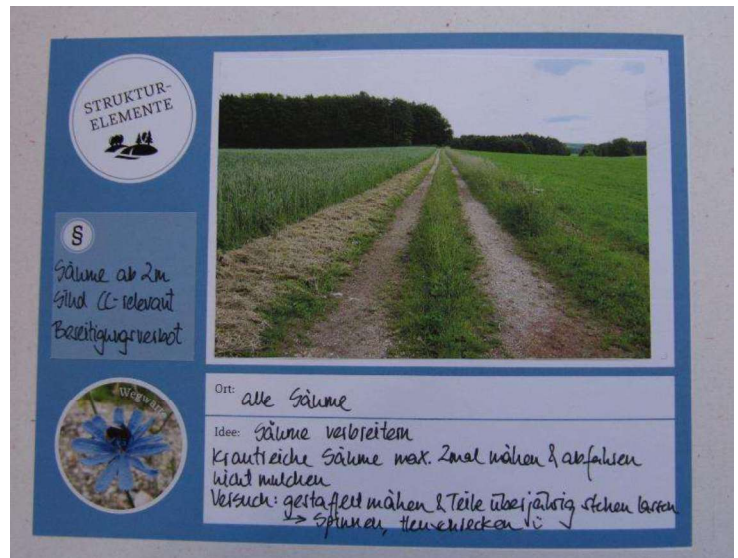 STRUKTUR-
ELEMENTE
§
Säume ab 2m
sind CC-relevant
Beseitigungsverbot
Wegwarte
Ort: alle Säume
Idee: Säume verbreitern
Krautreiche Säume max. 2mal mähen & abfahren
nicht mulchen
Versuch: gestaffelt mähen & Teile überjährig stehen lassen
→ Spinnen, Heuschrecken ü